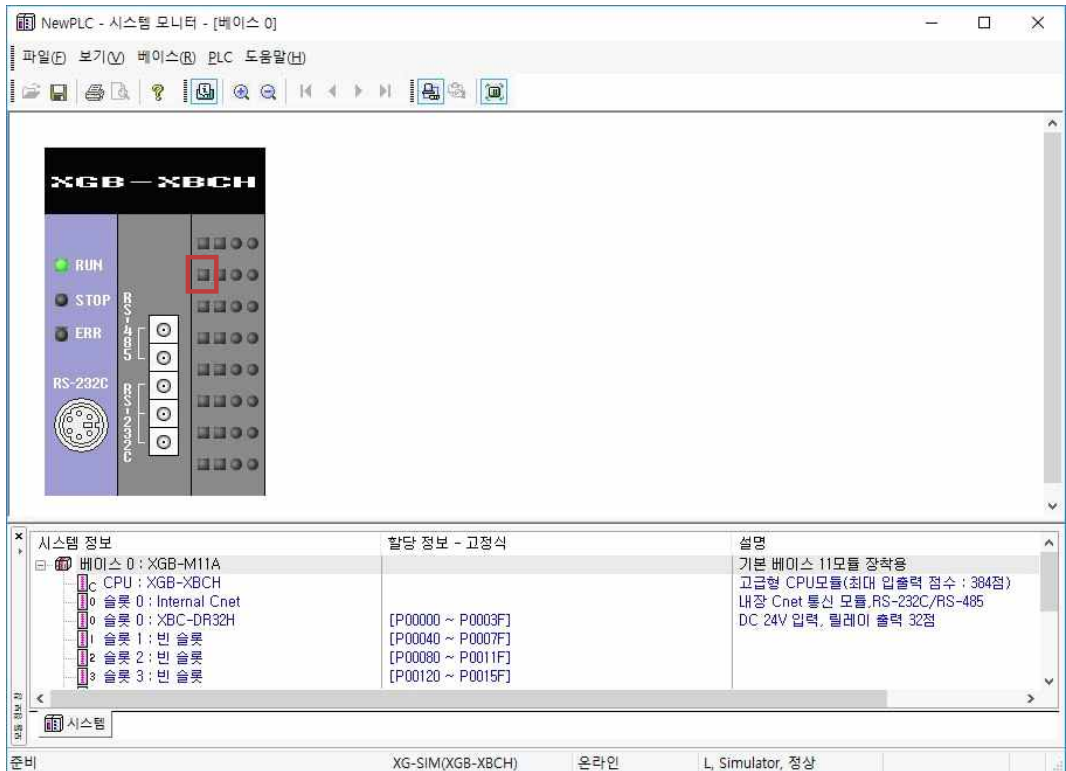 NewPLC - 시스템 모니터 - [베이스 0]
파일(F) 보기(V) 베이스(R) PLC 도움말(H)
XGB-XBCH
RUN
STOP
ERR
RS-232C
RS-485
RS-232C
시스템 정보 할당 정보 - 고정식 설명
베이스 0 : XGB-M11A 기본 베이스 11모듈 장착용
CPU : XGB-XBCH 고급형 CPU모듈(최대 입출력 점수 : 384점)
슬롯 0 : Internal Cnet 내장 Cnet 통신 모듈,RS-232C/RS-485
슬롯 0 : XBC-DR32H [P00000 ~ P0003F] DC 24V 입력, 릴레이 출력 32점
슬롯 1 : 빈 슬롯 [P00040 ~ P0007F]
슬롯 2 : 빈 슬롯 [P00080 ~ P0011F]
슬롯 3 : 빈 슬롯 [P00120 ~ P0015F]
모듈 정보 창
시스템
준비 XG-SIM(XGB-XBCH) 온라인 L, Simulator, 정상